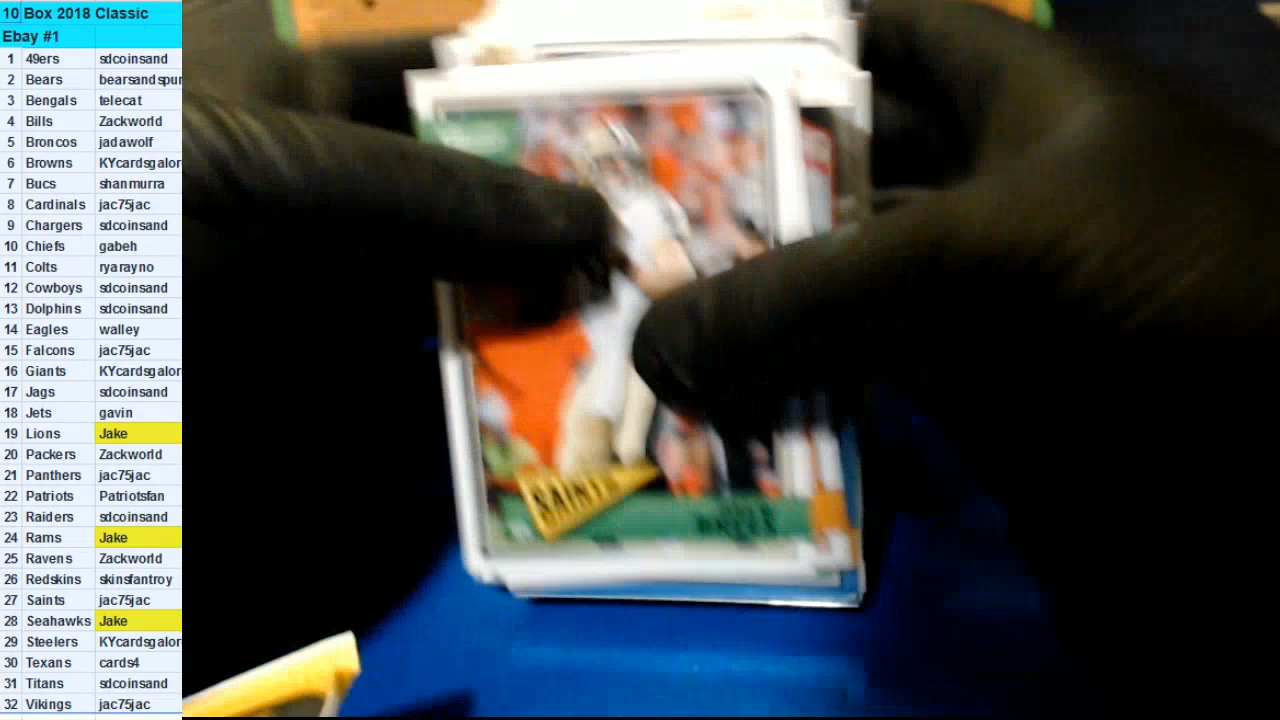 10 Box 2018 Classic
Ebay #1
1 49ers sdcoinsand
2 Bears bearsandspur
3 Bengals telecat
4 Bills Zackworld
5 Broncos jadawolf
6 Browns KYcardsgalor
7 Bucs shanmurra
8 Cardinals jac75jac
9 Chargers sdcoinsand
10 Chiefs gabeh
11 Colts ryarayno
12 Cowboys sdcoinsand
13 Dolphins sdcoinsand
14 Eagles walley
15 Falcons jac75jac
16 Giants KYcardsgalor
17 Jags sdcoinsand
18 Jets gavin
19 Lions Jake
20 Packers Zackworld
21 Panthers jac75jac
22 Patriots Patriotsfan
23 Raiders sdcoinsand
24 Rams Jake
25 Ravens Zackworld
26 Redskins skinsfantroy
27 Saints jac75jac
28 Seahawks Jake
29 Steelers KYcardsgalor
30 Texans cards4
31 Titans sdcoinsand
32 Vikings jac75jac
SAINTS